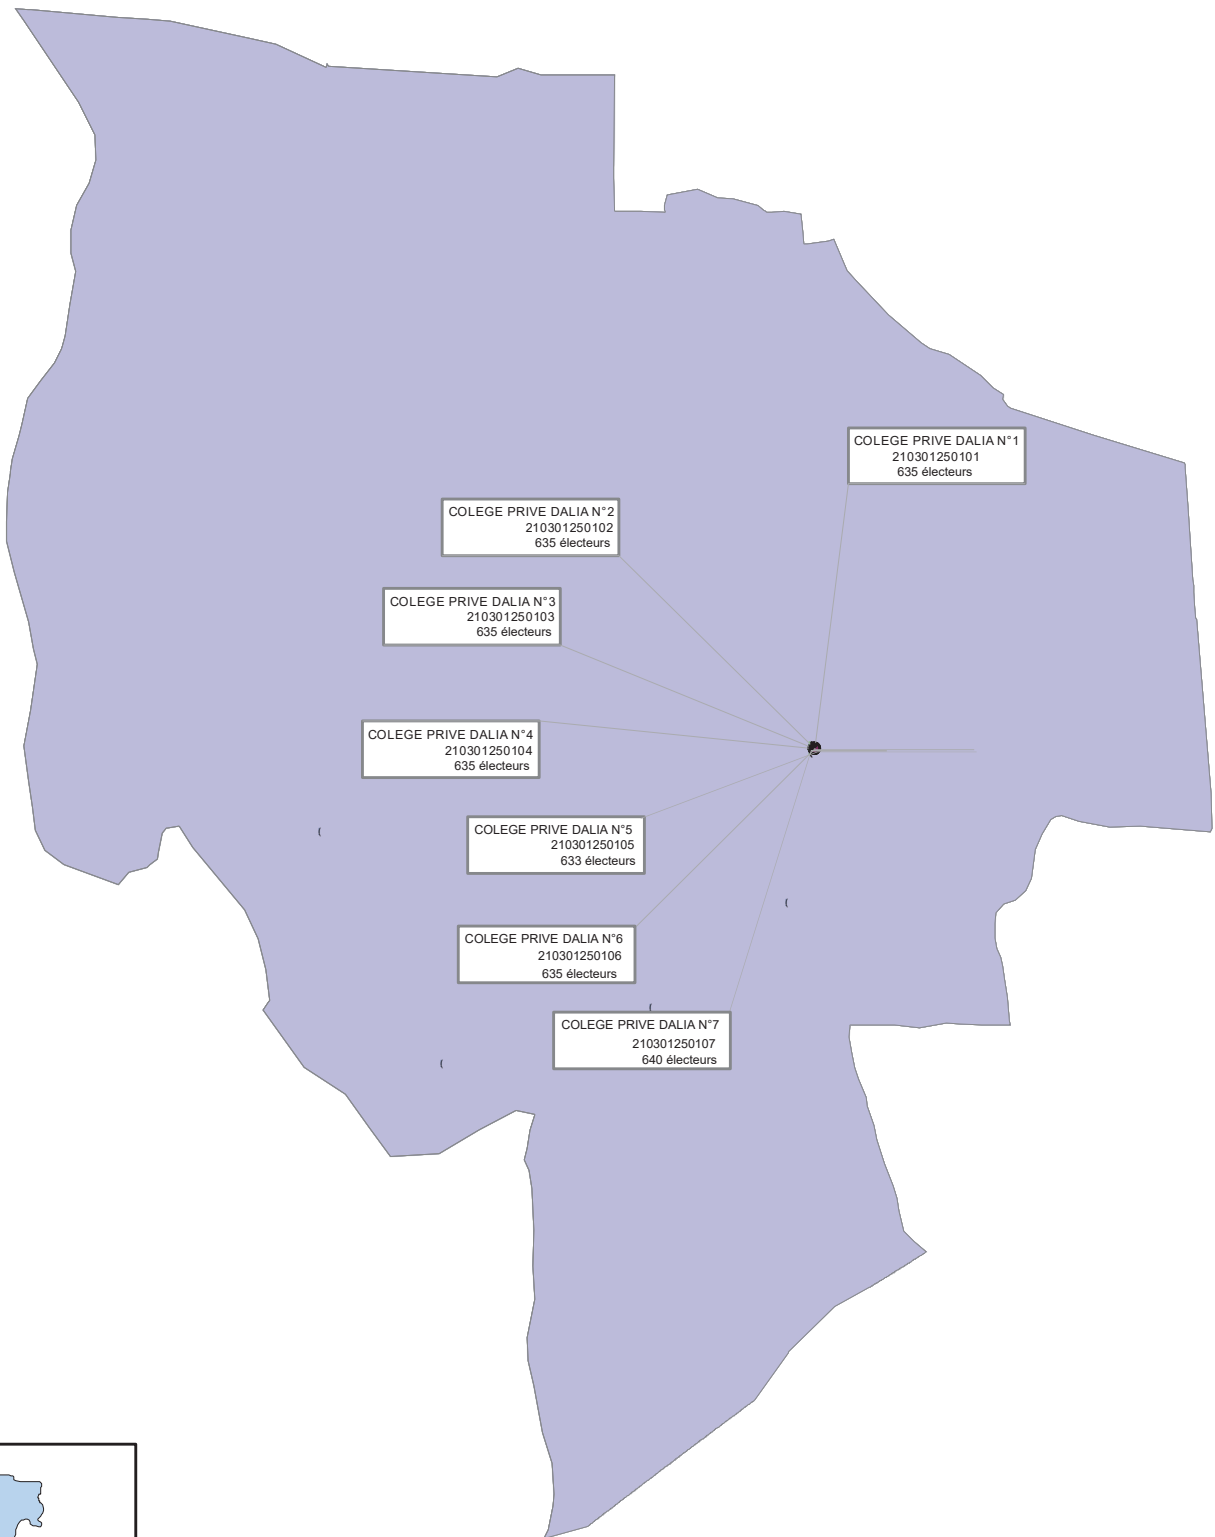 COLEGE PRIVE DALIA N°1
210301250101
635 électeurs
COLEGE PRIVE DALIA N°2
210301250102
635 électeurs
COLEGE PRIVE DALIA N°3
210301250103
635 électeurs
COLEGE PRIVE DALIA N°4
210301250104
635 électeurs
COLEGE PRIVE DALIA N°5
210301250105
633 électeurs
COLEGE PRIVE DALIA N°6
210301250106
635 électeurs
COLEGE PRIVE DALIA N°7
210301250107
640 électeurs